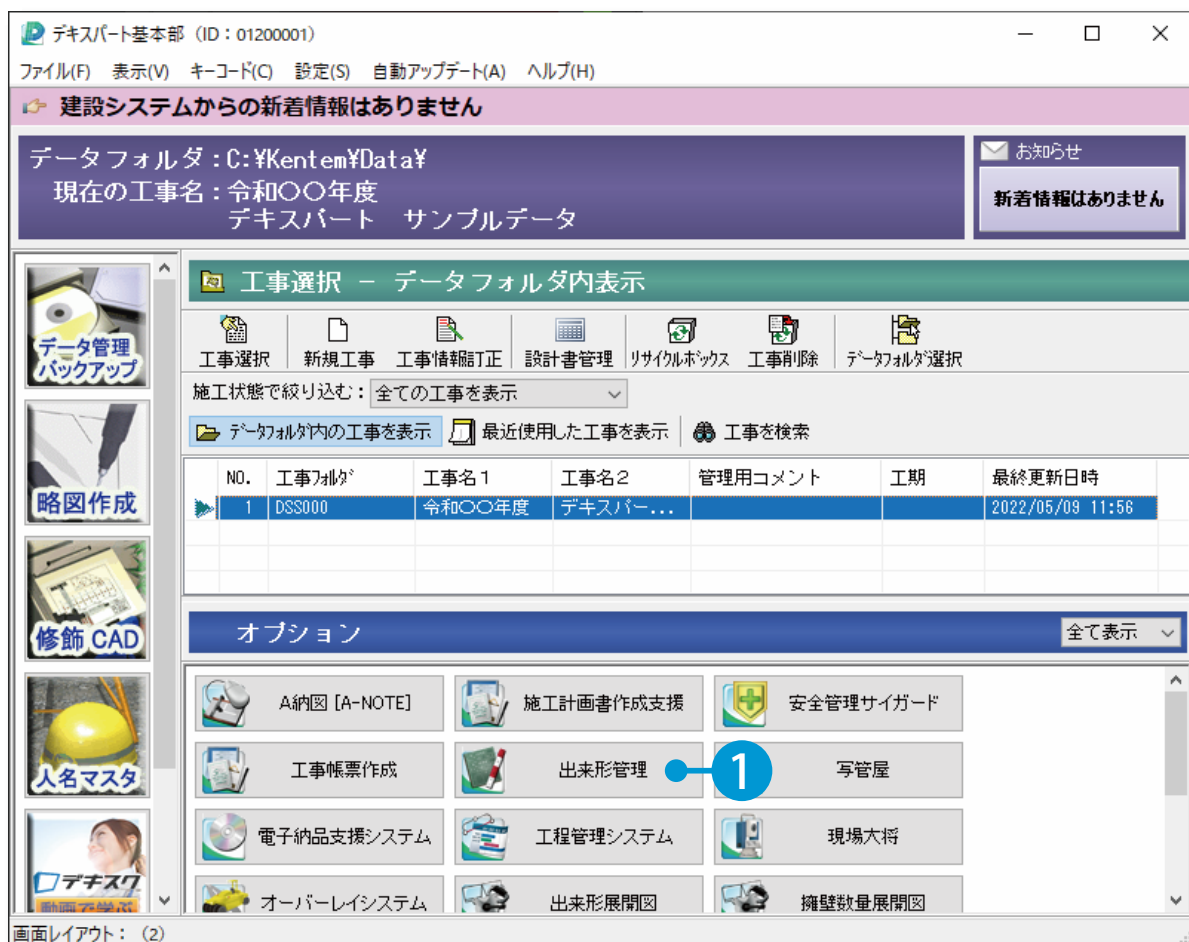 デキスパート基本部 (ID:01200001)
ファイル(F) 表示(V) キーコード(C) 設定(S) 自動アップデート(A) ヘルプ(H)
建設システムからの新着情報はありません
データフォルダ:C:¥Kentem¥Data¥
現在の工事名:令和〇〇年度
デキスパート サンプルデータ
お知らせ
新着情報はありません
データ管理
バックアップ
略図作成
修飾 CAD
人名マスタ
デキスク
動画で学ぶ
工事選択 - データフォルダ内表示
工事選択 新規工事 工事情報訂正 設計書管理 リサイクルボックス 工事削除 データフォルダ選択
施工状態で絞り込む: 全ての工事を表示
データフォルダ内の工事を表示 最近使用した工事を表示 工事を検索
NO. 工事フォルダ 工事名1 工事名2 管理用コメント 工期 最終更新日時
1 DSS000 令和〇〇年度 デキスパー... 2022/05/09 11:56
オプション 全て表示
A納図 [A-NOTE] 施工計画書作成支援 安全管理サイガード
工事帳票作成 出来形管理 1 写管屋
電子納品支援システム 工程管理システム 現場大将
オーバーレイシステム 出来形展開図 擁壁数量展開図
画面レイアウト: (2)